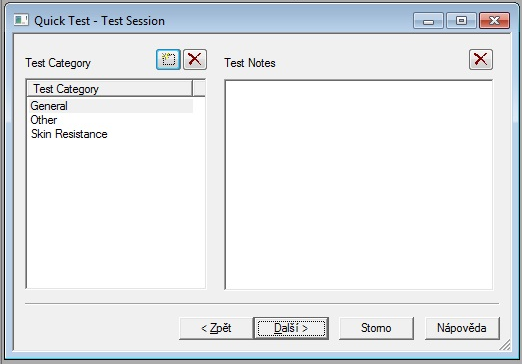 Quick Test - Test Session
Test Category
Test Notes
Test Category
General
Other
Skin Resistance
< Zpět
Další >
Storno
Nápověda